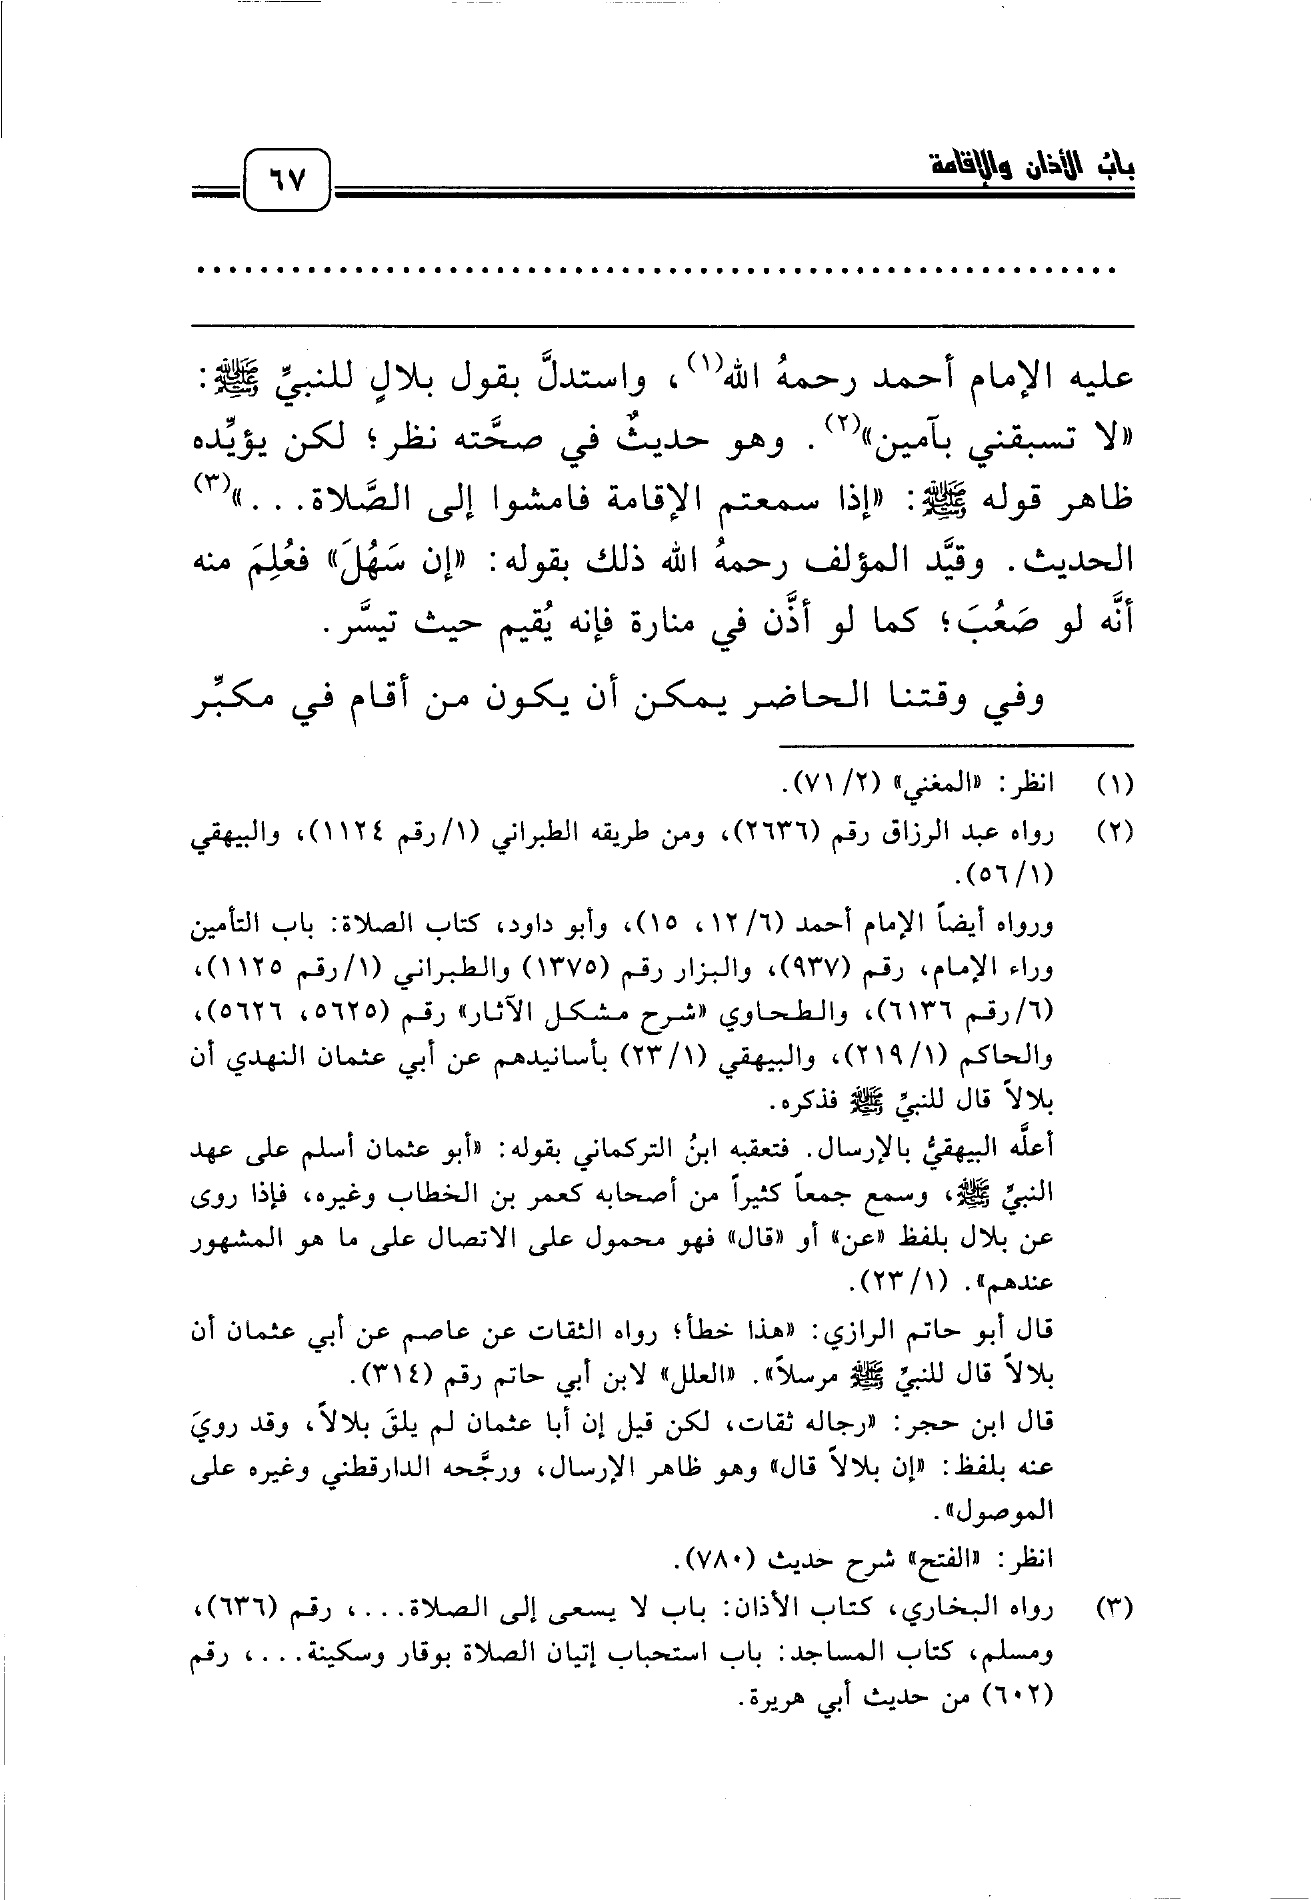 باب الأذان والإقامة
٦٧
............................................................
عليه الإمام أحمد رحمهُ الله(١)، واستدلَّ بقول بلالٍ للنبيِّ ﷺ:
«لا تسبقني بآمين»(٢). وهو حديثٌ في صحَّته نظر؛ لكن يؤيِّده
ظاهر قوله ﷺ: «إذا سمعتم الإقامة فامشوا إلى الصَّلاة...»(٣)
الحديث. وقيَّد المؤلف رحمهُ الله ذلك بقوله: «إن سَهُلَ» فعُلِمَ منه
أنَّه لو صَعُبَ؛ كما لو أذَّن في منارة فإنه يُقيم حيث تيسَّر.
وفي وقتنا الحاضر يمكن أن يكون من أقام في مكبِّر
(١) انظر: «المغني» (٢/ ٧١).
(٢) رواه عبد الرزاق رقم (٢٦٣٦)، ومن طريقه الطبراني (١/ رقم ١١٢٤)، والبيهقي
(١/ ٥٦).
ورواه أيضاً الإمام أحمد (٦/ ١٢، ١٥)، وأبو داود، كتاب الصلاة: باب التأمين
وراء الإمام، رقم (٩٣٧)، والبزار رقم (١٣٧٥) والطبراني (١/ رقم ١١٢٥)،
(٦/ رقم ٦١٣٦)، والطحاوي «شرح مشكل الآثار» رقم (٥٦٢٥، ٥٦٢٦)،
والحاكم (١/ ٢١٩)، والبيهقي (١/ ٢٣) بأسانيدهم عن أبي عثمان النهدي أن
بلالاً قال للنبيِّ ﷺ فذكره.
أعلَّه البيهقيُّ بالإرسال. فتعقبه ابنُ التركماني بقوله: «أبو عثمان أسلم على عهد
النبيِّ ﷺ، وسمع جمعاً كثيراً من أصحابه كعمر بن الخطاب وغيره، فإذا روى
عن بلال بلفظ «عن» أو «قال» فهو محمول على الاتصال على ما هو المشهور
عندهم». (١/ ٢٣).
قال أبو حاتم الرازي: «هذا خطأ؛ رواه الثقات عن عاصم عن أبي عثمان أن
بلالاً قال للنبيِّ ﷺ مرسلاً». «العلل» لابن أبي حاتم رقم (٣١٤).
قال ابن حجر: «رجاله ثقات، لكن قيل إن أبا عثمان لم يلقَ بلالاً، وقد رويَ
عنه بلفظ: «إن بلالاً قال» وهو ظاهر الإرسال، ورجَّحه الدارقطني وغيره على
الموصول».
انظر: «الفتح» شرح حديث (٧٨٠).
(٣) رواه البخاري، كتاب الأذان: باب لا يسعى إلى الصلاة...، رقم (٦٣٦)،
ومسلم، كتاب المساجد: باب استحباب إتيان الصلاة بوقار وسكينة...، رقم
(٦٠٢) من حديث أبي هريرة.